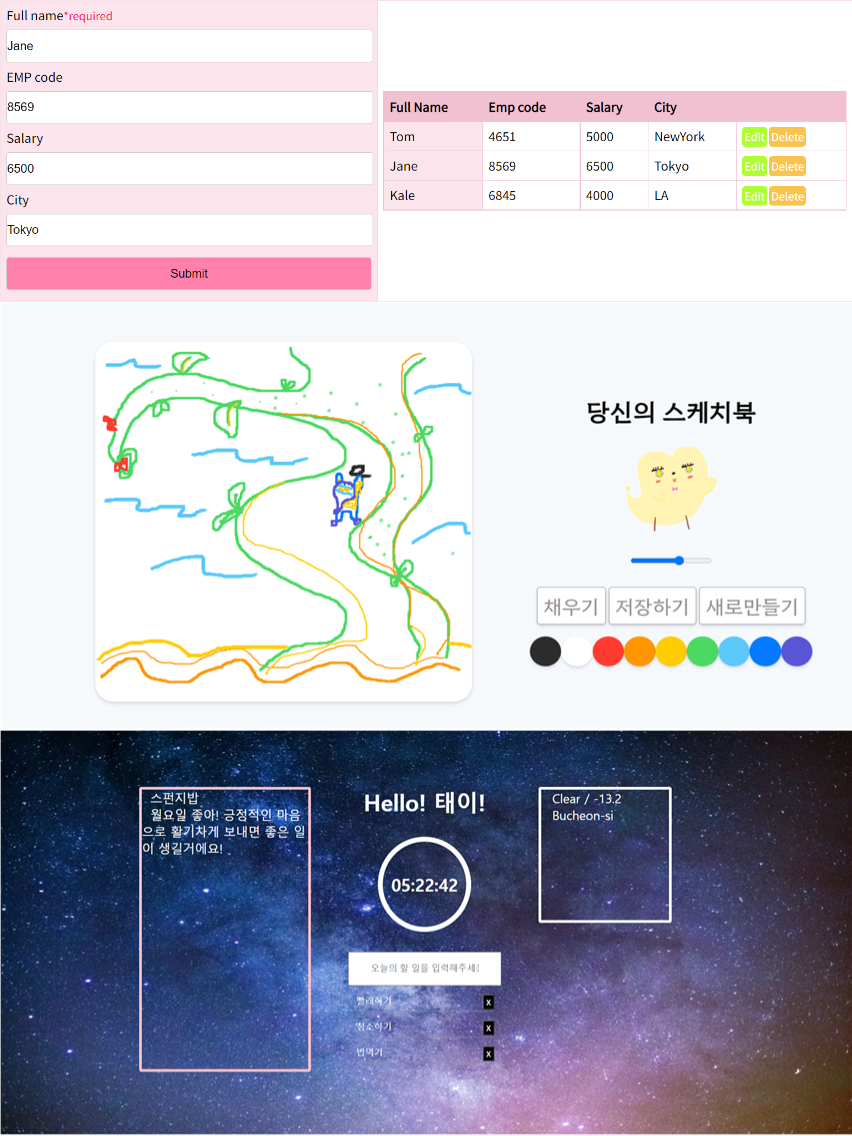 Full name*required
Jane
EMP code
8569
Salary
6500
City
Tokyo
Submit
Full Name Emp code Salary City
Tom 4651 5000 NewYork Edit Delete
Jane 8569 6500 Tokyo Edit Delete
Kale 6845 4000 LA Edit Delete
당신의 스케치북
채우기 저장하기 새로만들기
스펀지밥
월요일 좋아! 긍정적인 마음
으로 활기차게 보내면 좋은 일
이 생길거에요!
Hello! 태이!
05:22:42
오늘의 할 일을 입력해주세!
빨래하기 X
청소하기 X
밥먹기 X
Clear / -13.2
Bucheon-si